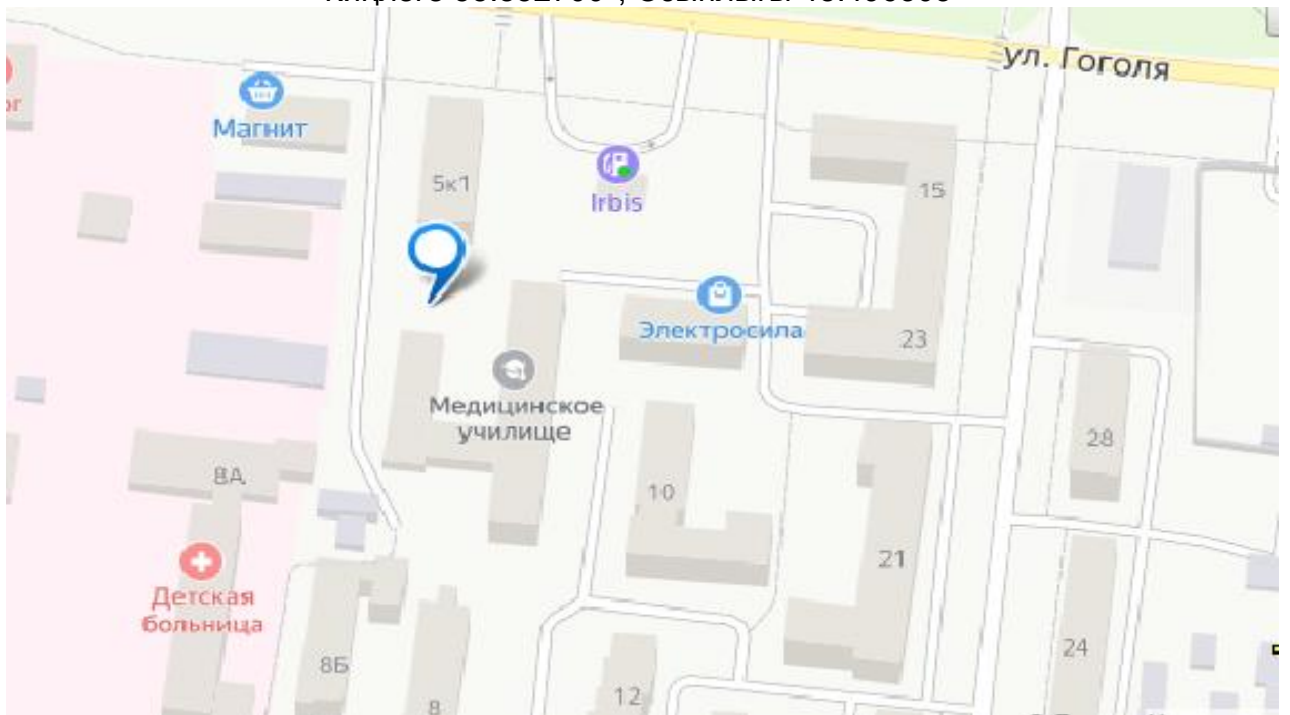 ул. Гоголя
Магнит
5к1
Irbis
15
Электросила
23
Медицинское
училище
28
8А
10
21
Детская
больница
8Б
24
12
8